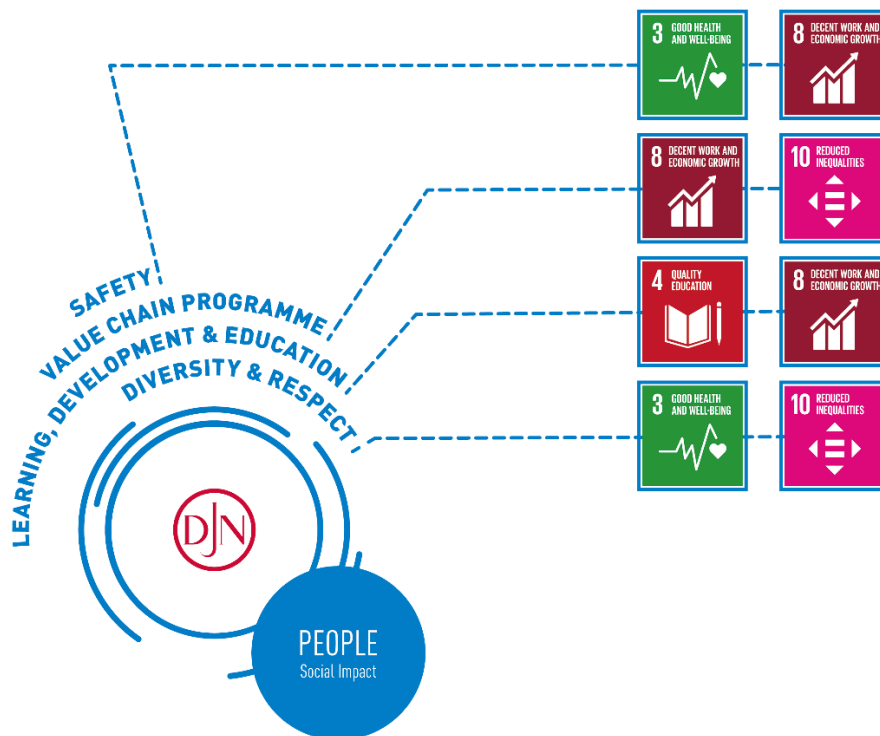 3 GOOD HEALTH
AND WELL-BEING
8 DECENT WORK AND
ECONOMIC GROWTH
8 DECENT WORK AND
ECONOMIC GROWTH
10 REDUCED
INEQUALITIES
4 QUALITY
EDUCATION
8 DECENT WORK AND
ECONOMIC GROWTH
3 GOOD HEALTH
AND WELL-BEING
10 REDUCED
INEQUALITIES
SAFETY
VALUE CHAIN PROGRAMME
LEARNING, DEVELOPMENT & EDUCATION
DIVERSITY & RESPECT
DJN
PEOPLE
Social Impact